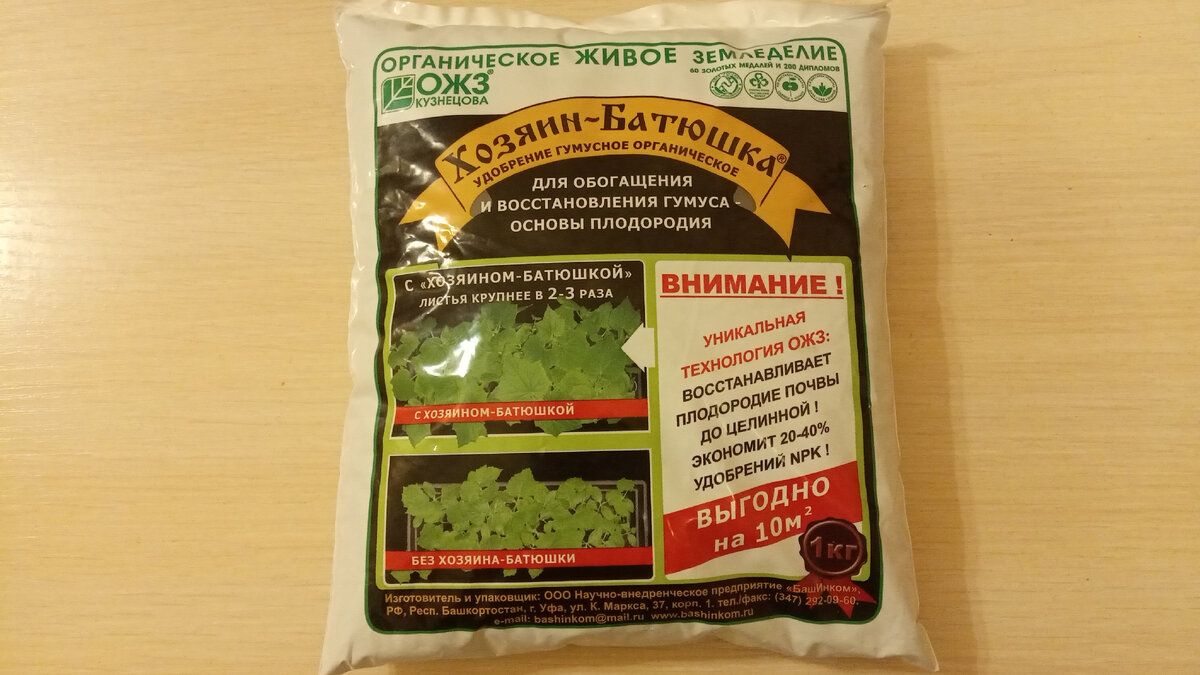 ОРГАНИЧЕСКОЕ ЖИВОЕ ЗЕМЛЕДЕЛИЕ
60 ЗОЛОТЫХ МЕДАЛЕЙ И 200 ДИПЛОМОВ
ОЖЗ®
КУЗНЕЦОВА
Хозяин-Батюшка®
УДОБРЕНИЕ ГУМУСНОЕ ОРГАНИЧЕСКОЕ
ДЛЯ ОБОГАЩЕНИЯ
И ВОССТАНОВЛЕНИЯ ГУМУСА -
ОСНОВЫ ПЛОДОРОДИЯ
С «ХОЗЯИНОМ-БАТЮШКОЙ»
ЛИСТЬЯ КРУПНЕЕ В 2-3 РАЗА
С ХОЗЯИНОМ-БАТЮШКОЙ
БЕЗ ХОЗЯИНА-БАТЮШКИ
ВНИМАНИЕ !
УНИКАЛЬНАЯ
ТЕХНОЛОГИЯ ОЖЗ:
ВОССТАНАВЛИВАЕТ
ПЛОДОРОДИЕ ПОЧВЫ
ДО ЦЕЛИННОЙ !
ЭКОНОМИТ 20-40%
УДОБРЕНИЙ NPK !
ВЫГОДНО
на 10м²
1 кг
Изготовитель и упаковщик: ООО Научно-внедренческое предприятие «БашИнком»,
РФ, Респ. Башкортостан, г. Уфа, ул. К. Маркса, 37, корп. 1. тел./факс: (347) 292-09-60.
e-mail: bashinkom@mail.ru www.bashinkom.ru